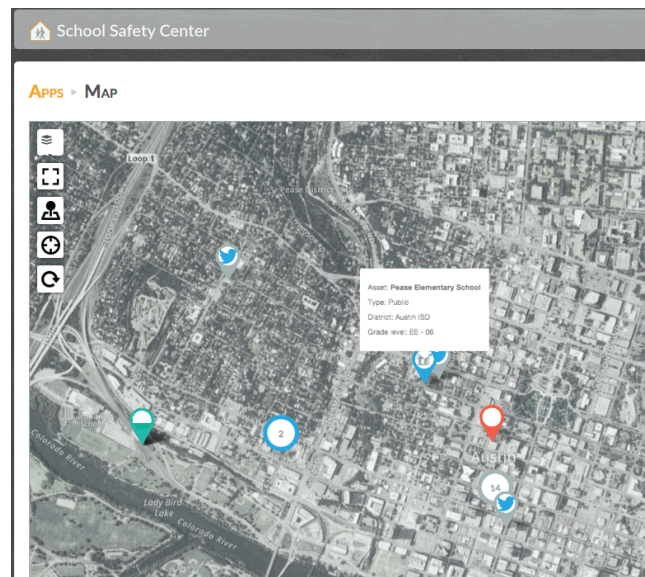 School Safety Center
APPS ▸ MAP
Loop 1
Pease District Park
Asset: Pease Elementary School
Type: Public
District: Austin ISD
Grade level: EE - 06
2
Austin
14
Colorado River
Lady Bird
Lake
Colorado River